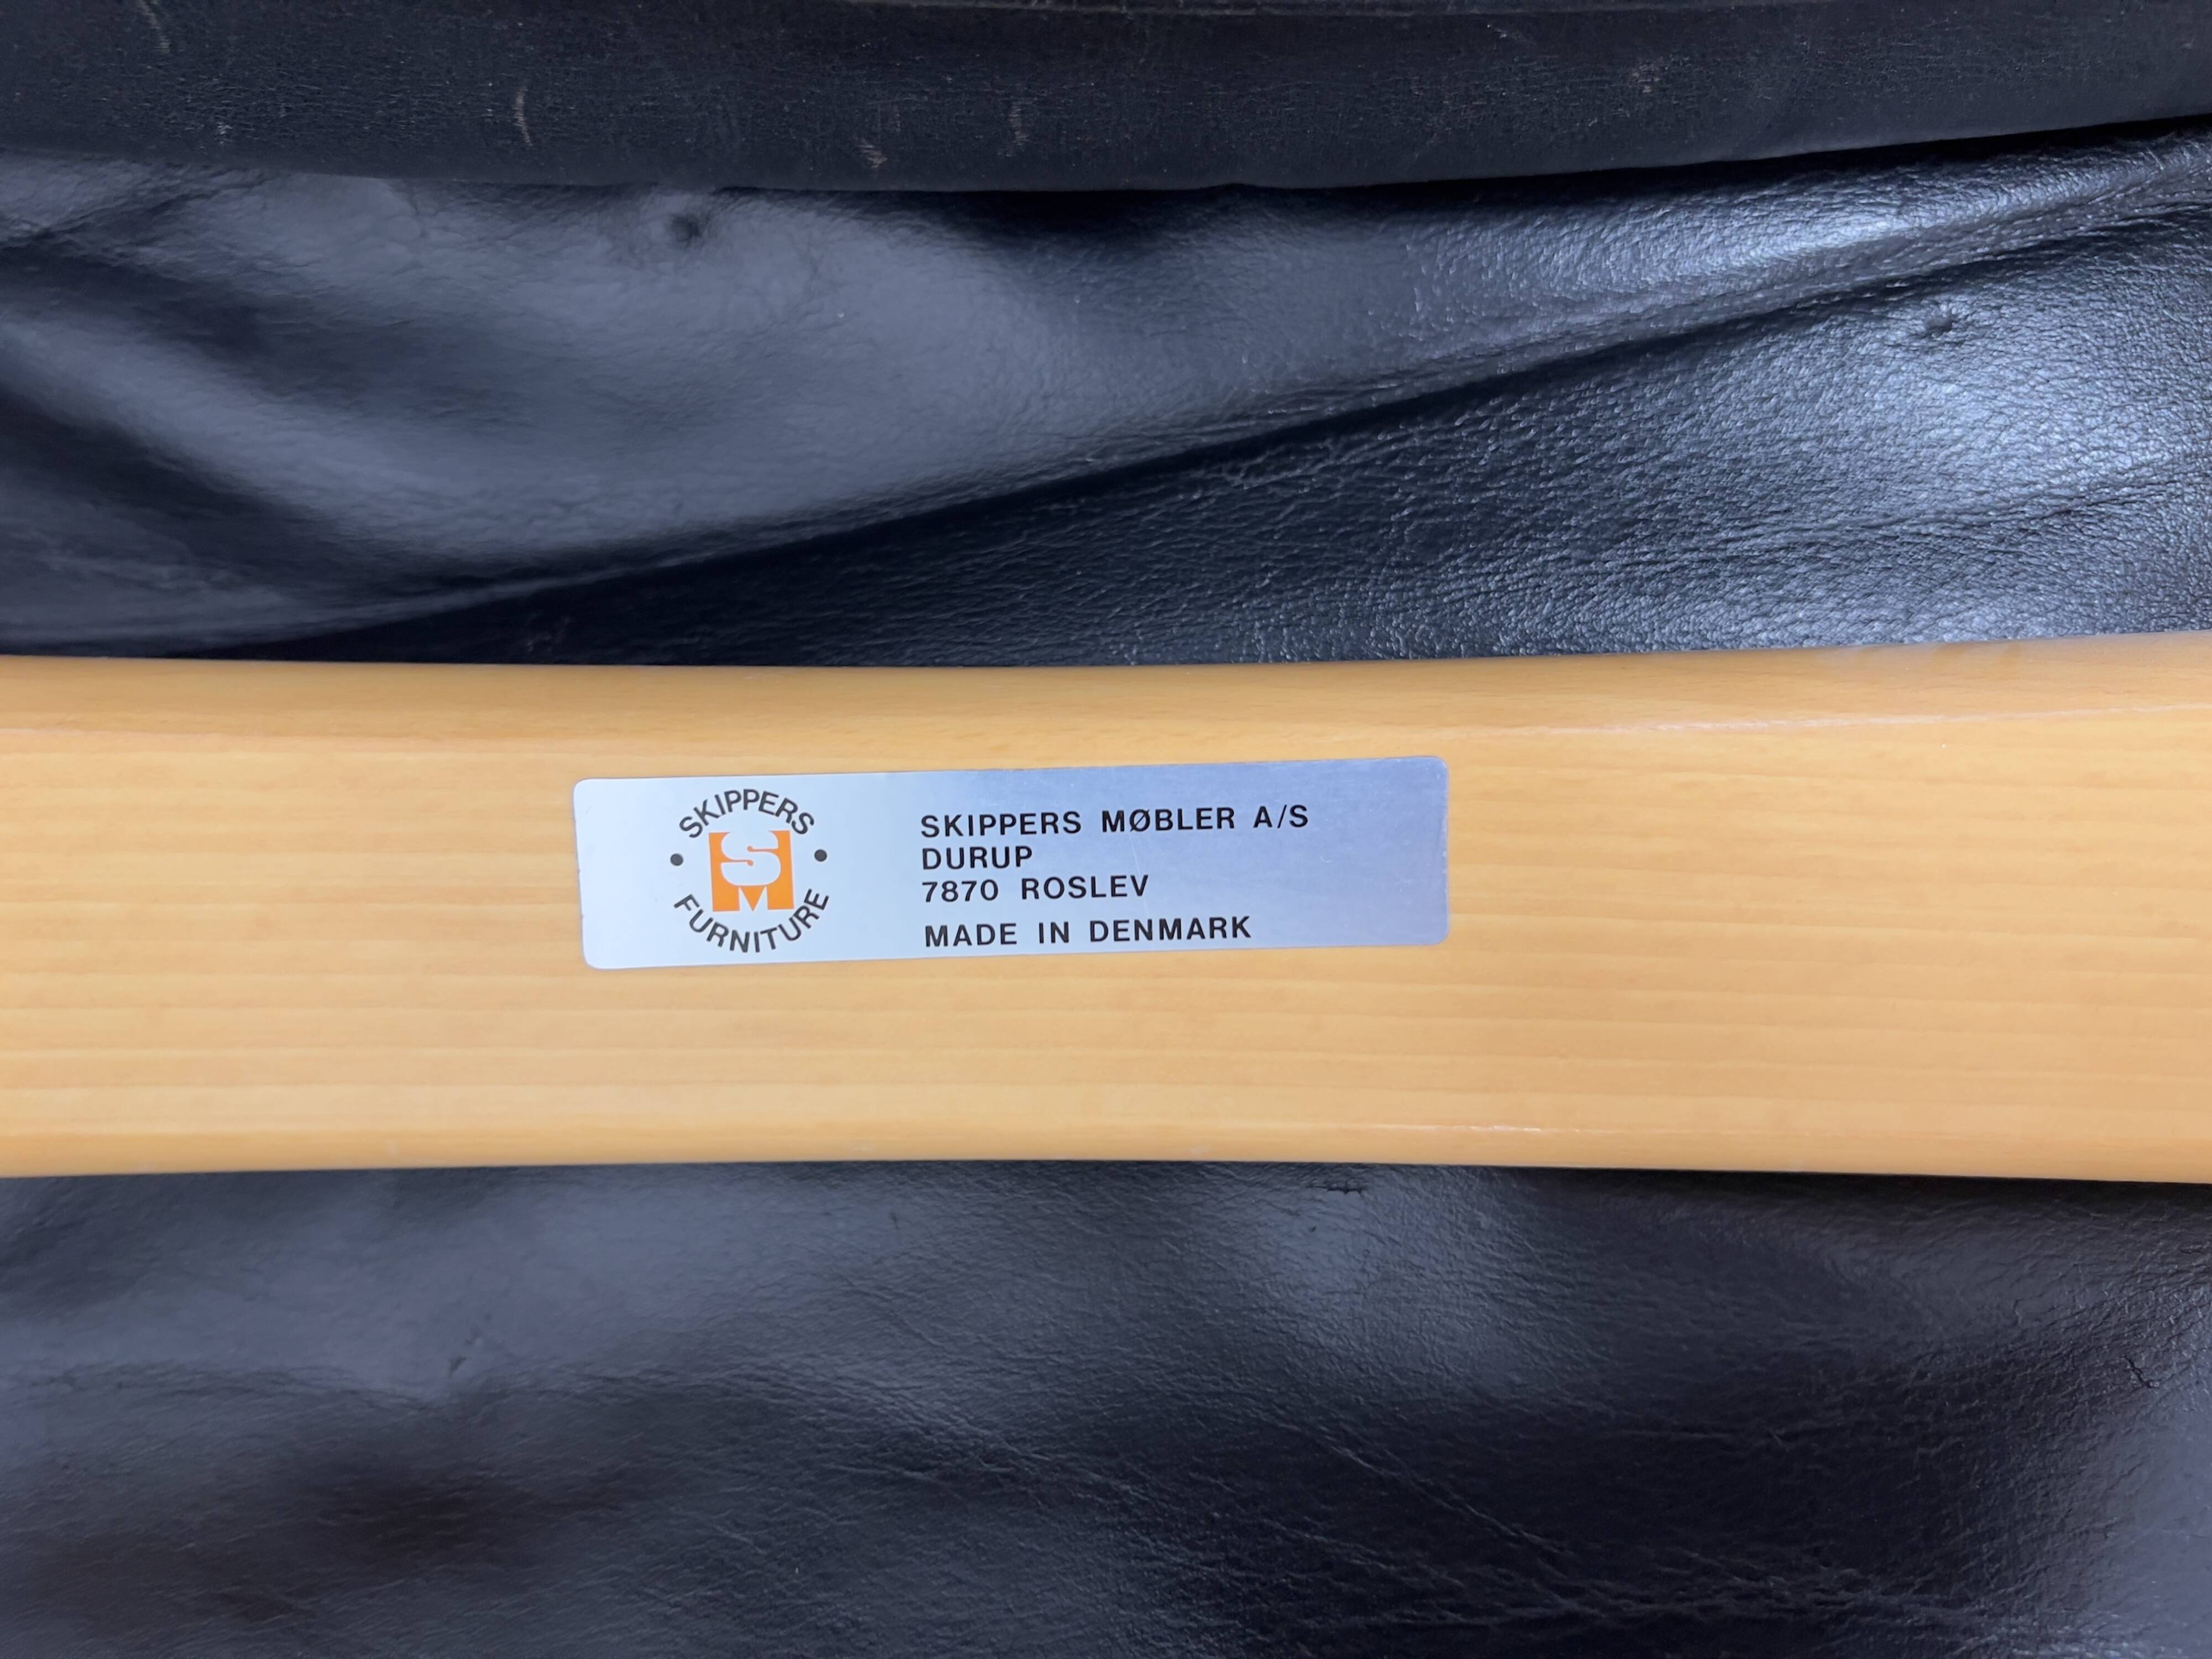 SKIPPERS
SM
FURNITURE
SKIPPERS MØBLER A/S
DURUP
7870 ROSLEV
MADE IN DENMARK